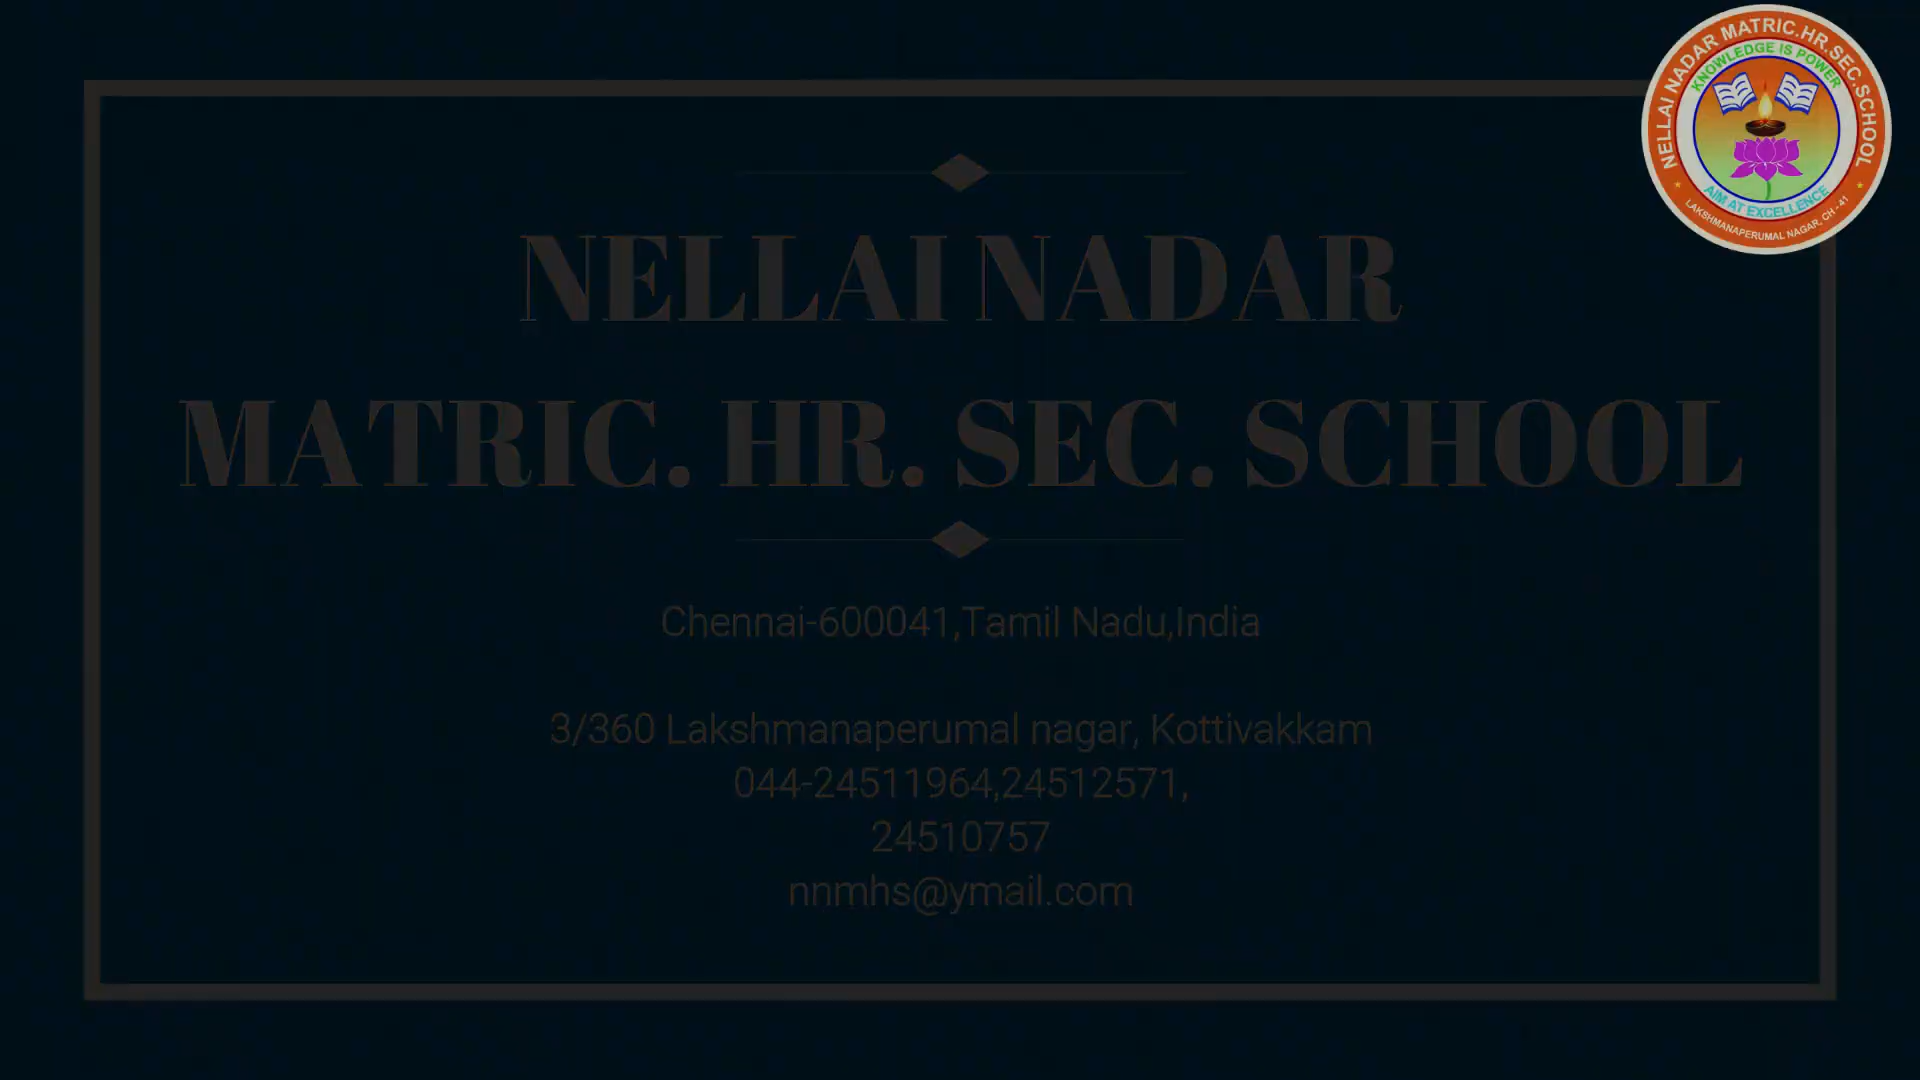 NELLAI NADAR MATRIC.HR.SEC.SCHOOL
KNOWLEDGE IS POWER
AIM AT EXCELLENCE
LAKSHMANAPERUMAL NAGAR, CH - 41
NELLAI NADAR
MATRIC. HR. SEC. SCHOOL
Chennai-600041,Tamil Nadu,India
3/360 Lakshmanaperumal nagar, Kottivakkam
044-24511964,24512571,
24510757
nnmhs@ymail.com